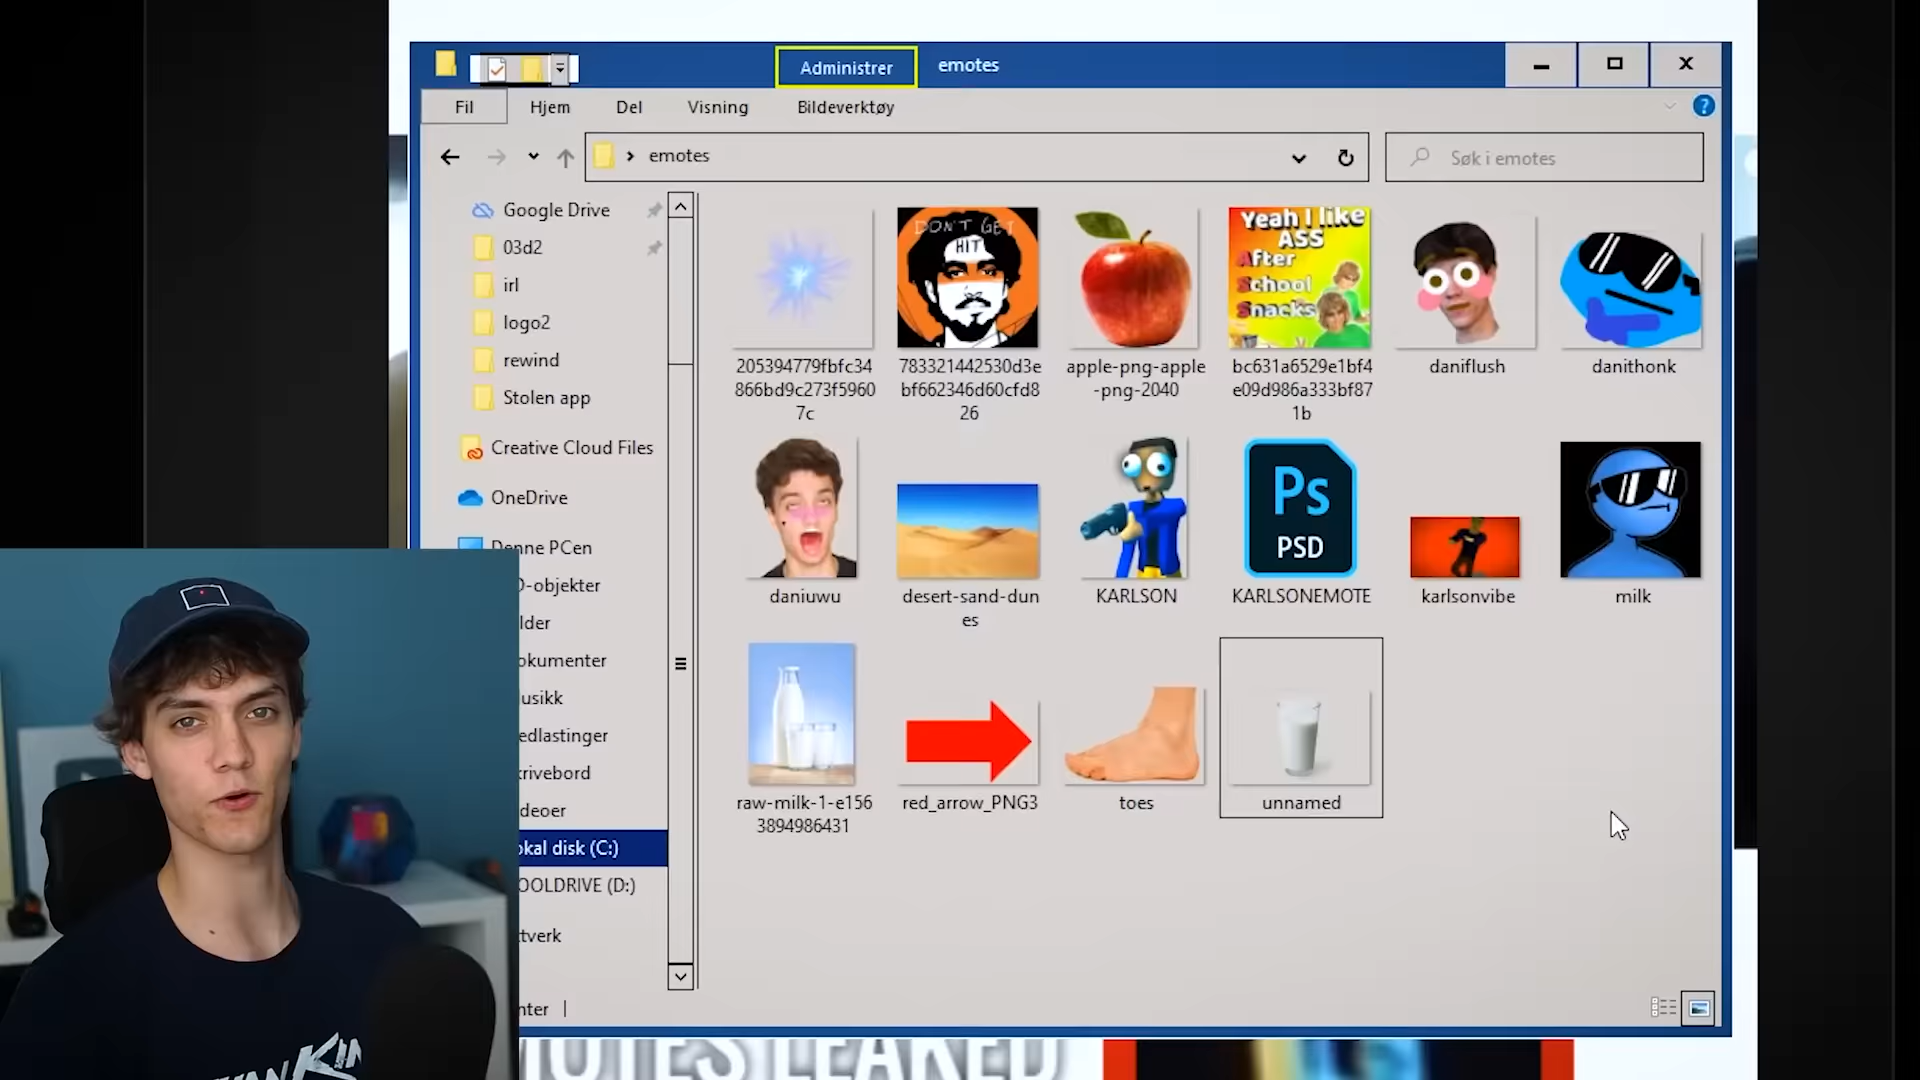 Administrer
emotes
Fil
Hjem
Del
Visning
Bildeverktøy
emotes
Søk i emotes
Google Drive
03d2
irl
logo2
rewind
Stolen app
Creative Cloud Files
OneDrive
Denne PCen
D-objekter
lder
okumenter
usikk
edlastinger
krivebord
deoer
okal disk (C:)
OOLDRIVE (D:)
tverk
nter
DON'T GET
HIT
Yeah I like
ASS
After
School
Snacks
205394779fbfc34
866bd9c273f5960
7c
783321442530d3e
bf662346d60cfd8
26
apple-png-apple
-png-2040
bc631a6529e1bf4
e09d986a333bf87
1b
daniflush
danithonk
Ps
PSD
daniuwu
desert-sand-dun
es
KARLSON
KARLSONEMOTE
karlsonvibe
milk
raw-milk-1-e156
3894986431
red_arrow_PNG3
toes
unnamed
MOTES LEAKED